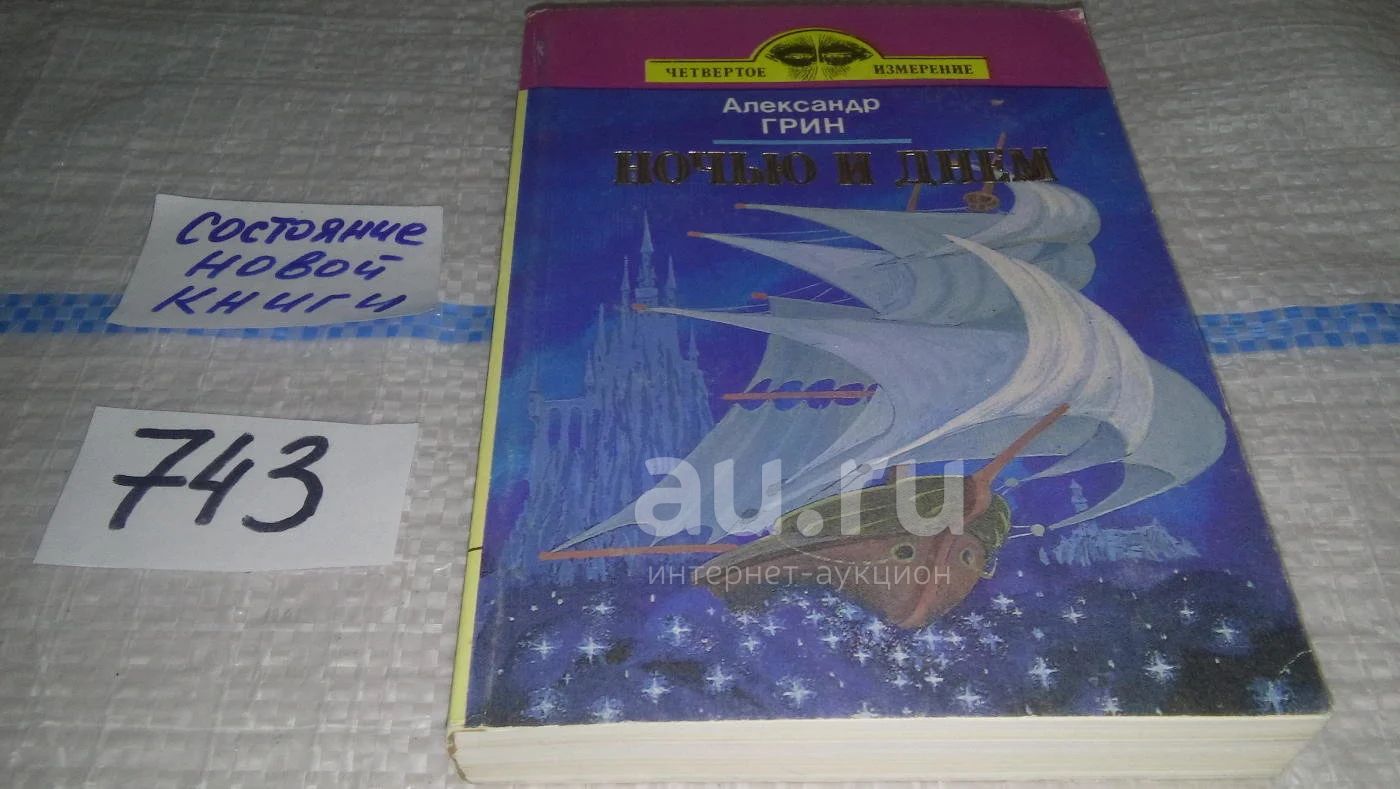 ЧЕТВЕРТОЕ ИЗМЕРЕНИЕ
Александр
ГРИН
НОЧЬЮ И ДНЕМ
Состояние
новой
книги
743
au.ru
интернет-аукцион